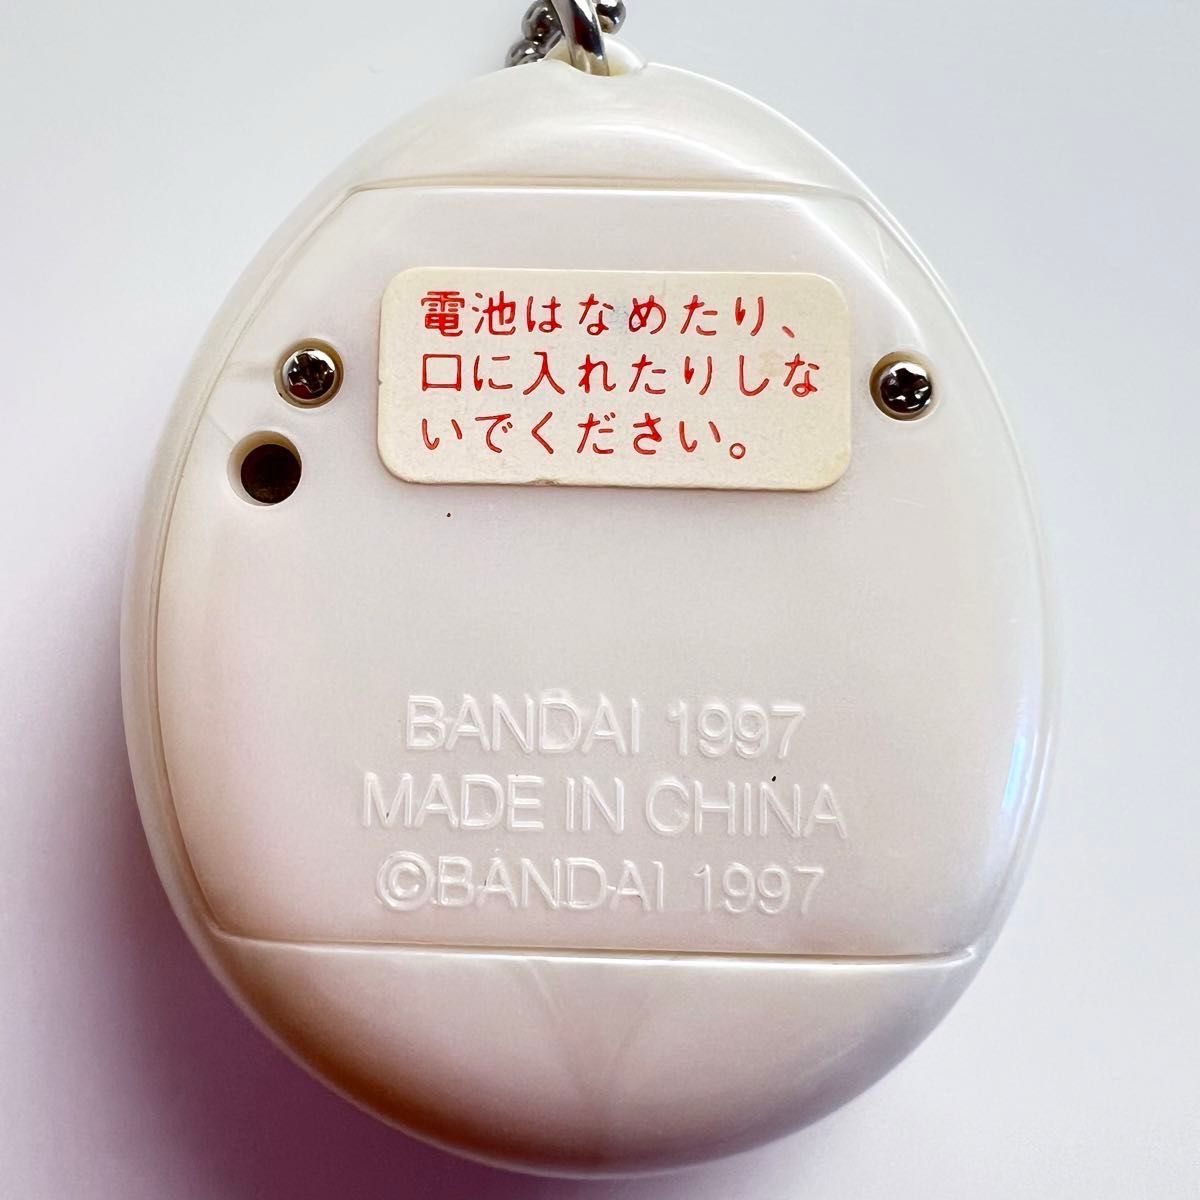 電池はなめたり、
口に入れたりしな
いでください。
BANDAI 1997
MADE IN CHINA
©BANDAI 1997